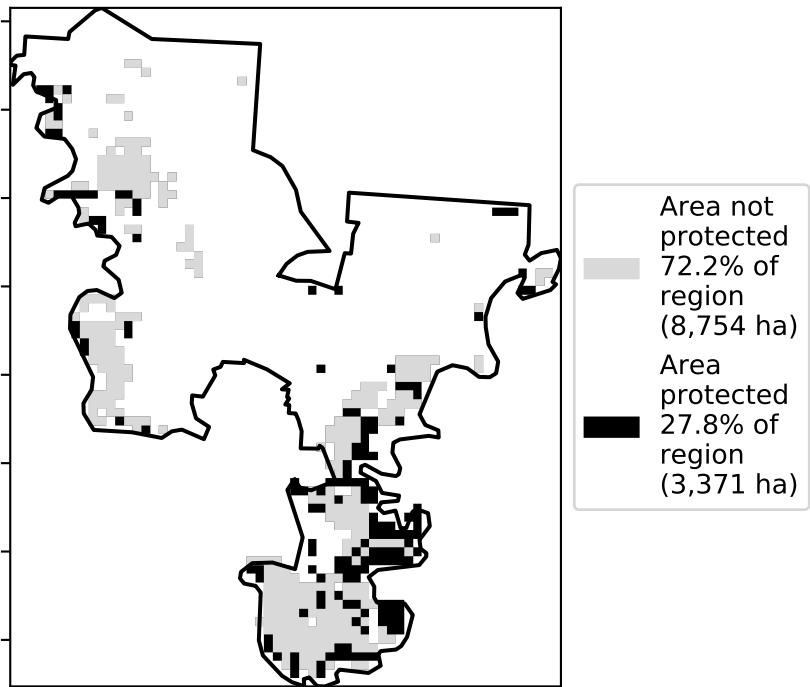 Area not
protected
72.2% of
region
(8,754 ha)
Area
protected
27.8% of
region
(3,371 ha)